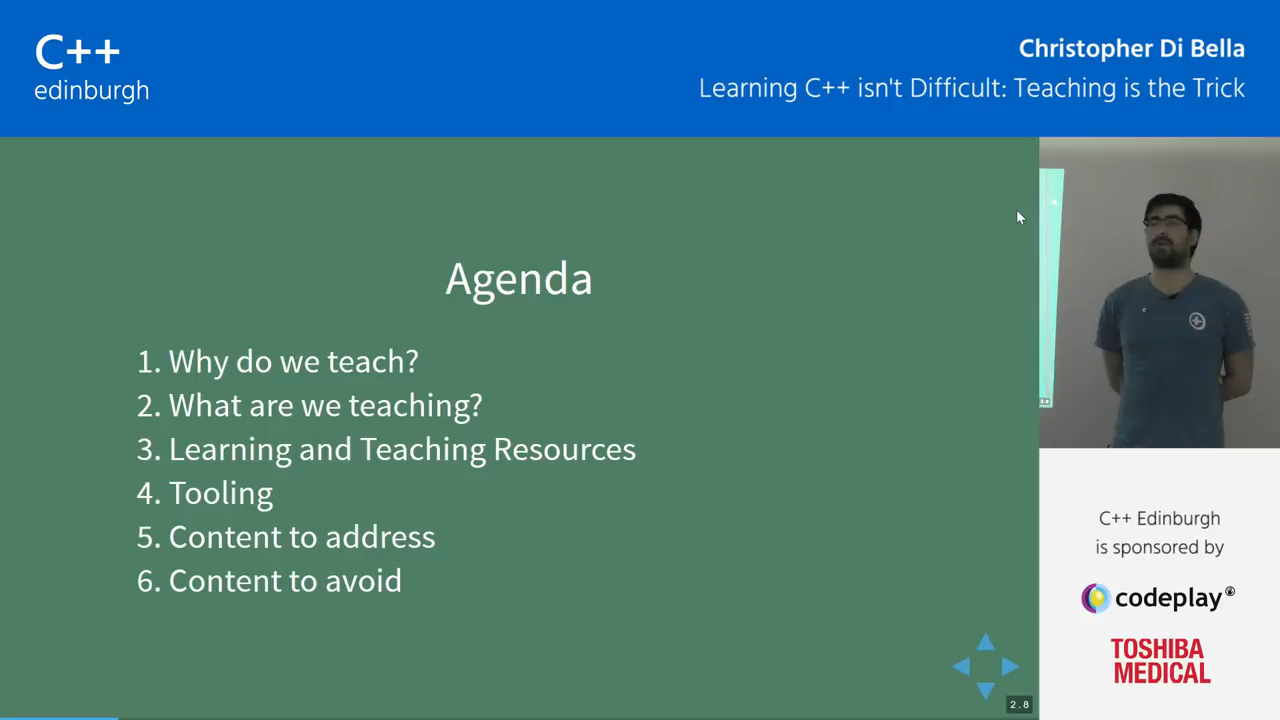 C++
edinburgh
Christopher Di Bella
Learning C++ isn't Difficult: Teaching is the Trick
Agenda
1. Why do we teach?
2. What are we teaching?
3. Learning and Teaching Resources
4. Tooling
5. Content to address
6. Content to avoid
2.8
C++ Edinburgh
is sponsored by
codeplay
TOSHIBA
MEDICAL